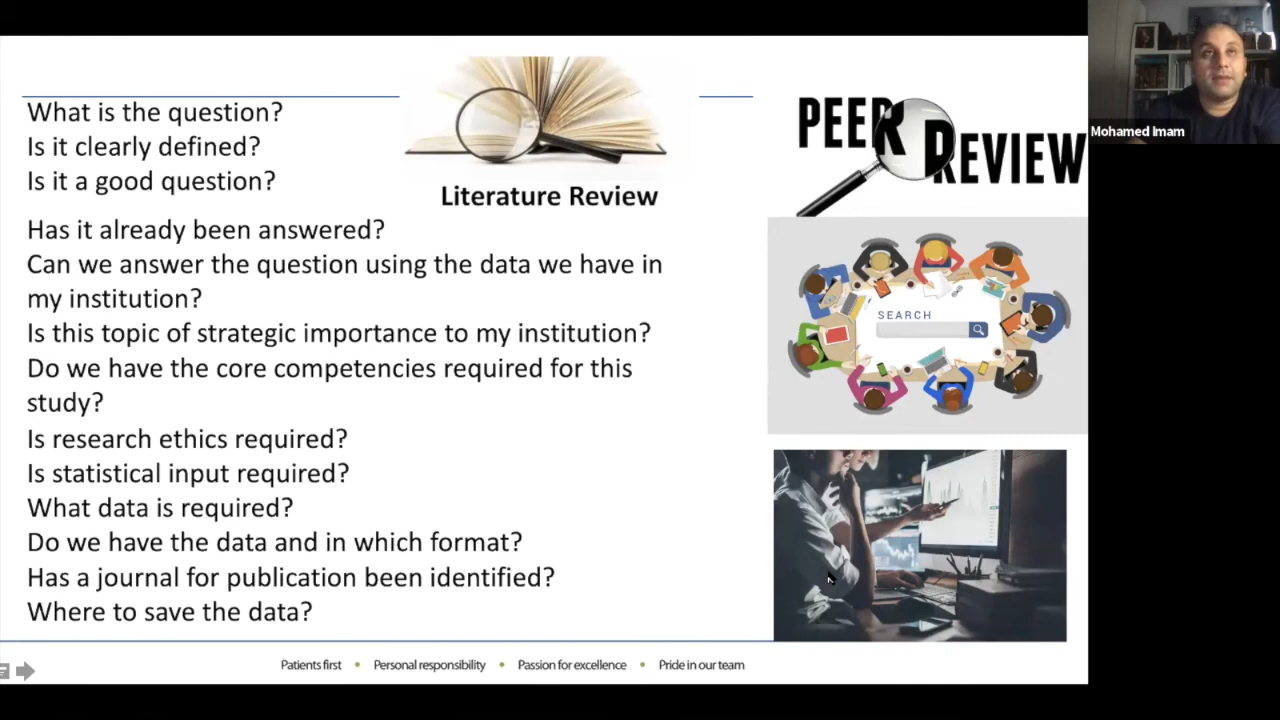 What is the question?
Is it clearly defined?
Is it a good question?
Literature Review
Has it already been answered?
Can we answer the question using the data we have in
my institution?
Is this topic of strategic importance to my institution?
Do we have the core competencies required for this
study?
Is research ethics required?
Is statistical input required?
What data is required?
Do we have the data and in which format?
Has a journal for publication been identified?
Where to save the data?
PEER REVIEW
SEARCH
Patients first • Personal responsibility • Passion for excellence • Pride in our team
Mohamed Imam